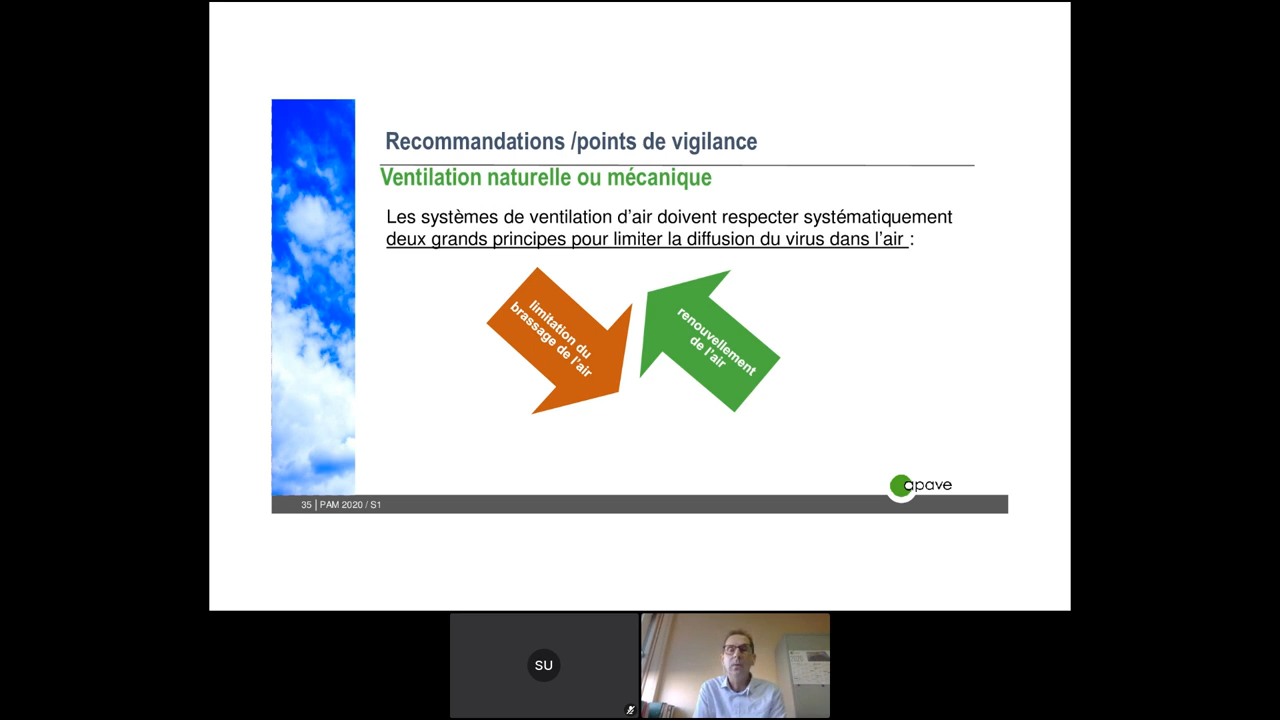 Recommandations /points de vigilance
Ventilation naturelle ou mécanique
Les systèmes de ventilation d’air doivent respecter systématiquement
deux grands principes pour limiter la diffusion du virus dans l’air :
limitation du
brassage de l'air
renouvellement
de l'air
apave
35 | PAM 2020 / S1
SU